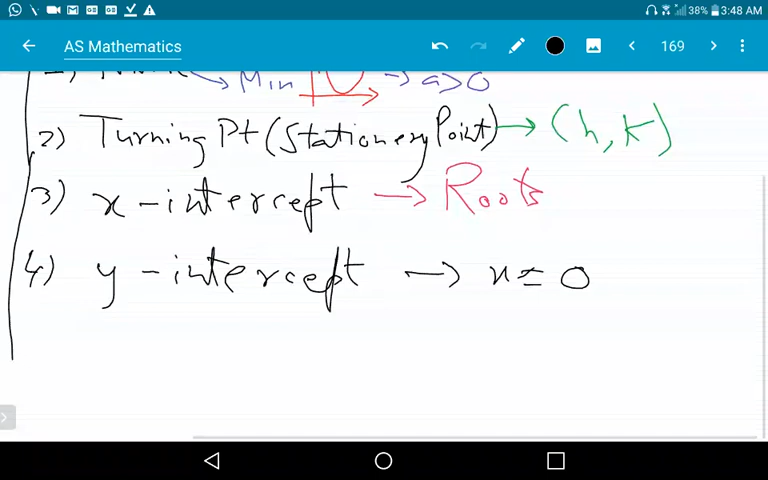 38% 3:48 AM
AS Mathematics 169
Min → a>0
2) Turning Pt (Stationery Point) → (h, k)
3) x-intercept → Roots
4) y-intercept → x = 0